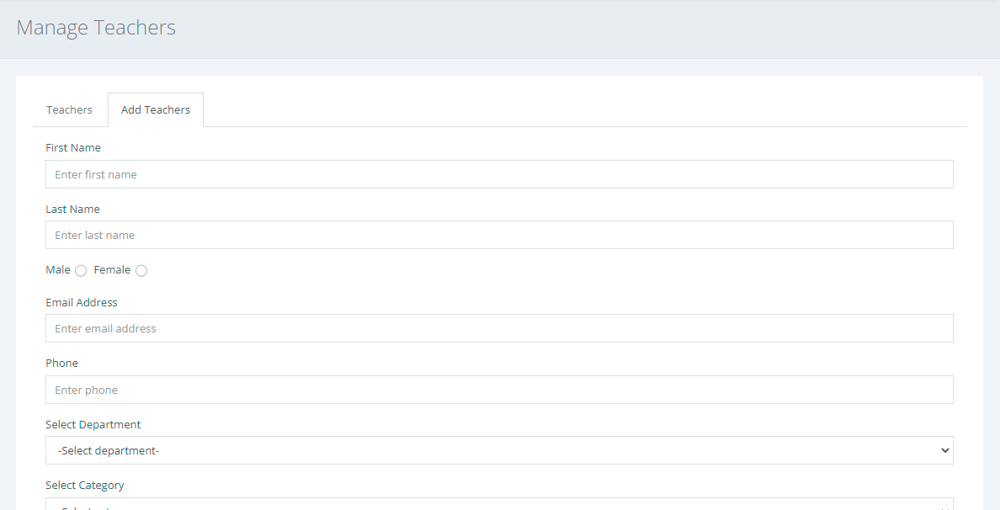 Manage Teachers
Teachers Add Teachers
First Name
Enter first name
Last Name
Enter last name
Male Female
Email Address
Enter email address
Phone
Enter phone
Select Department
-Select department-
Select Category